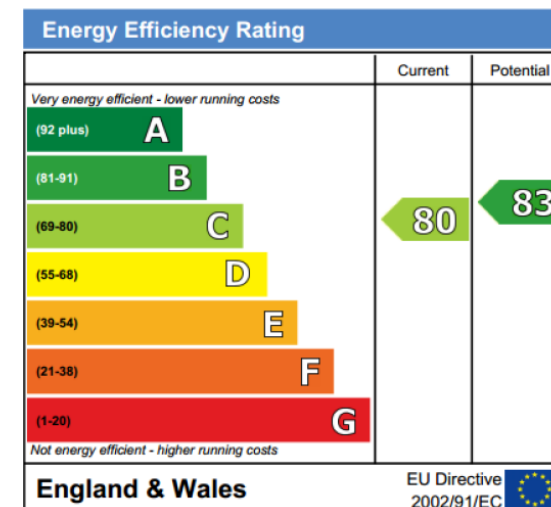 Energy Efficiency Rating
Current Potential
Very energy efficient - lower running costs
(92 plus) A
(81-91) B
(69-80) C
(55-68) D
(39-54) E
(21-38) F
(1-20) G
80
83
Not energy efficient - higher running costs
England & Wales
EU Directive
2002/91/EC